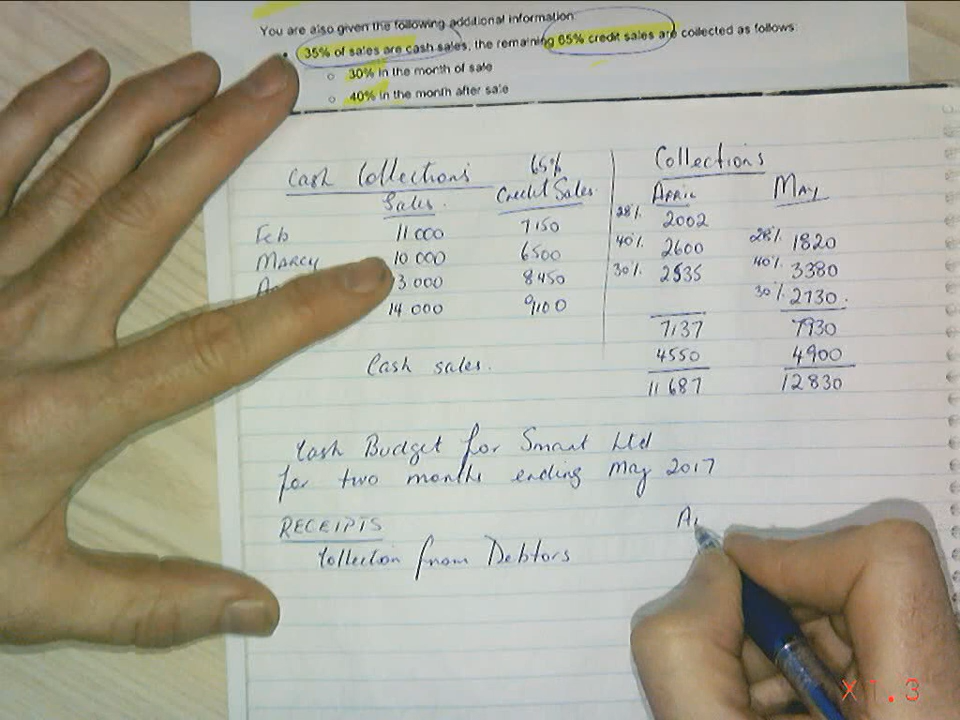 You are also given the following additional information
35% of sales are cash sales, the remaining 65% credit sales are collected as follows:
o 30% in the month of sale
o 40% in the month after sale
Cash Collections 65% Collections
Sales. Credit Sales. April May
Feb 11 000 7150 28% 2002
March 10 000 6500 40% 2600 28% 1820
3 000 8450 30% 2535 40% 3380
14 000 9100 30% 2730.
7137 7930
Cash sales. 4550 4900
11 687 12 830
Cash Budget for Smart Ltd
for two months ending May 2017
RECEIPTS A
Collection from Debtors
X1.3